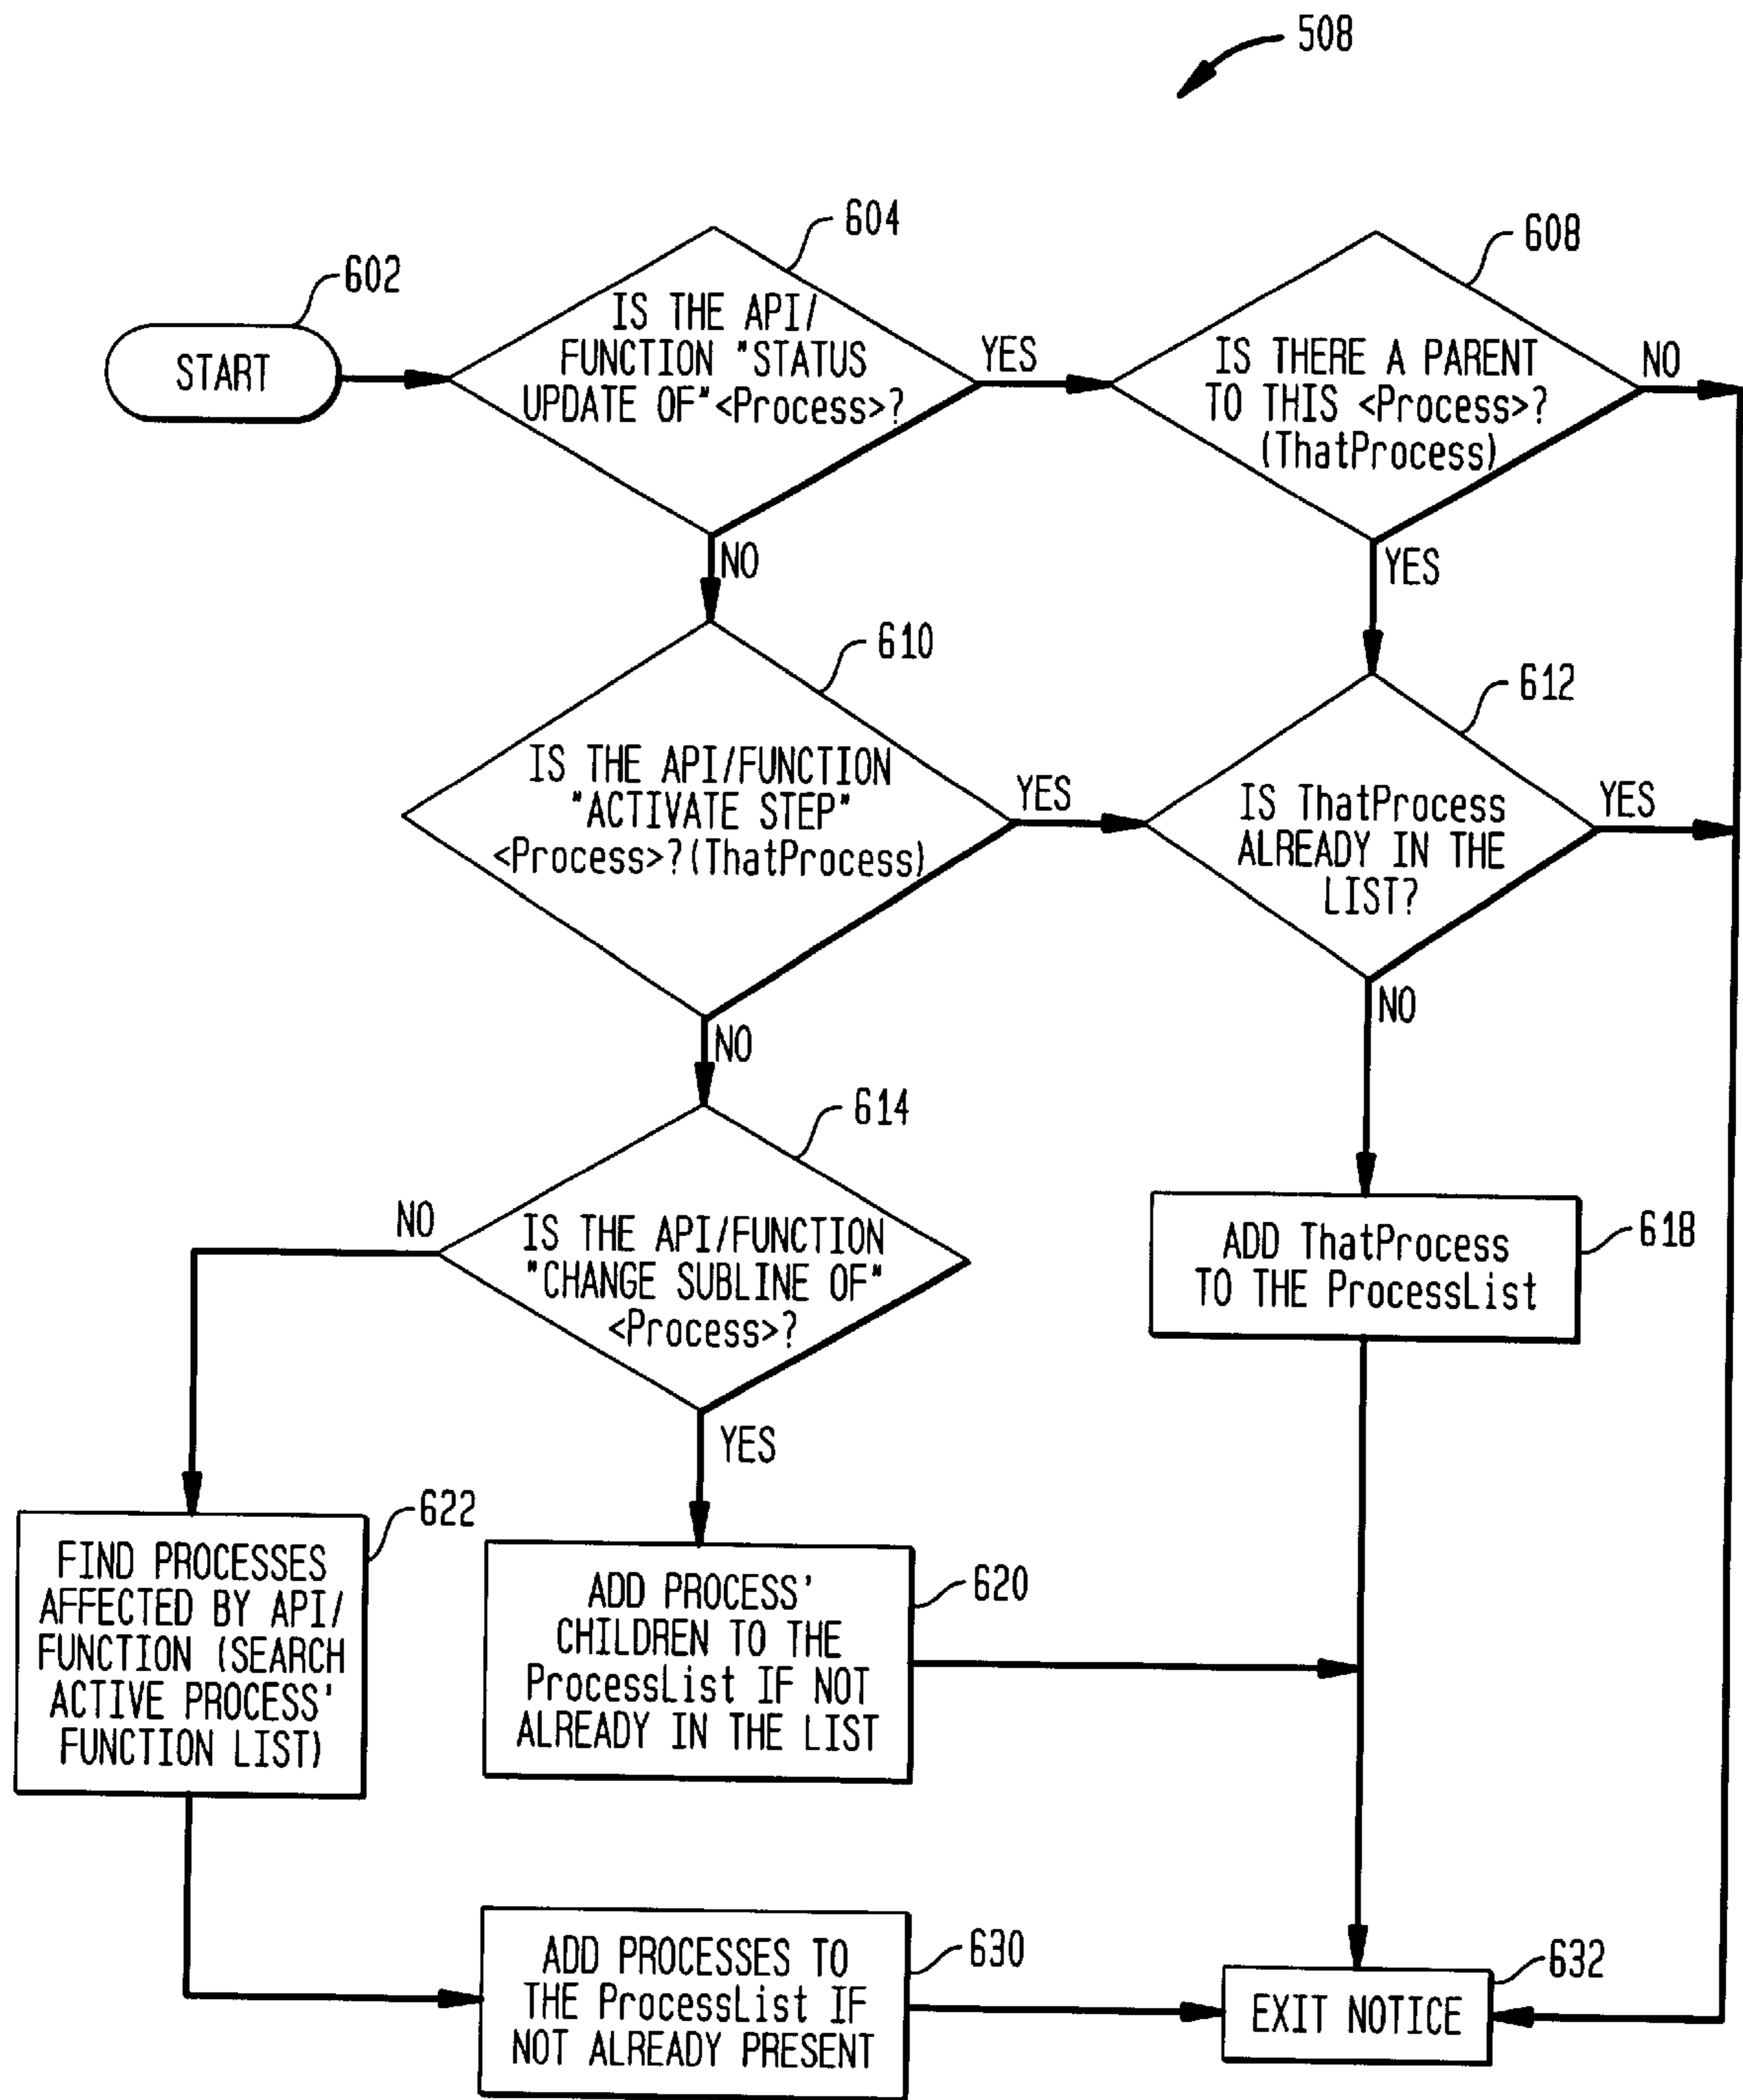 508
604
608
602
START
IS THE API/
FUNCTION "STATUS
UPDATE OF"<Process>?
YES
IS THERE A PARENT
TO THIS <Process>?
(ThatProcess)
NO
NO
YES
610
612
IS THE API/FUNCTION
"ACTIVATE STEP"
<Process>?(ThatProcess)
YES
IS ThatProcess
ALREADY IN THE
LIST?
YES
NO
NO
614
NO
IS THE API/FUNCTION
"CHANGE SUBLINE OF"
<Process>?
ADD ThatProcess
TO THE ProcessList
618
YES
622
FIND PROCESSES
AFFECTED BY API/
FUNCTION (SEARCH
ACTIVE PROCESS'
FUNCTION LIST)
ADD PROCESS'
CHILDREN TO THE
ProcessList IF NOT
ALREADY IN THE LIST
620
ADD PROCESSES TO
THE ProcessList IF
NOT ALREADY PRESENT
630
632
EXIT NOTICE